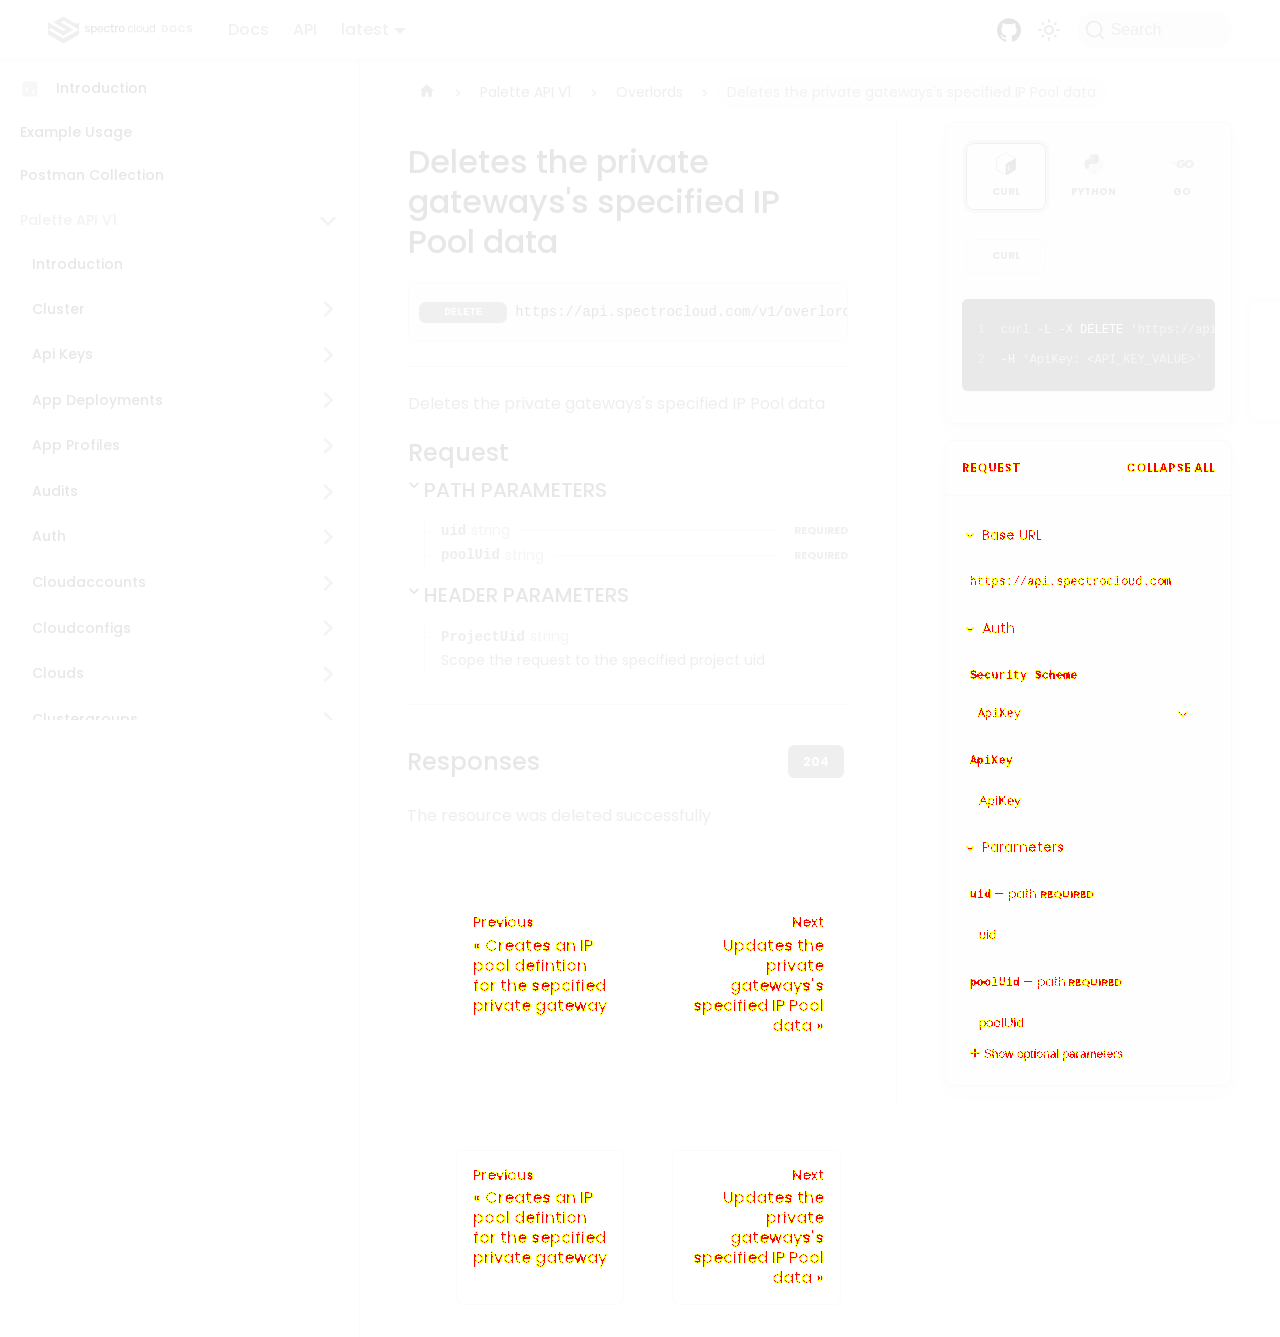 spectro cloud DOCS
Docs
API
latest
Search
Introduction
Example Usage
Postman Collection
Palette API V1
Introduction
Cluster
Api Keys
App Deployments
App Profiles
Audits
Auth
Cloudaccounts
Cloudconfigs
Clouds
Clustergroups
Palette API V1
Overlords
Deletes the private gateways's specified IP Pool data
Deletes the private
gateways's specified IP
Pool data
DELETE https://api.spectrocloud.com/v1/overlord
Deletes the private gateways's specified IP Pool data
Request
PATH PARAMETERS
uid string REQUIRED
poolUid string REQUIRED
HEADER PARAMETERS
ProjectUid string
Scope the request to the specified project uid
Responses
204
The resource was deleted successfully
Previous
« Creates an IP
pool defintion
for the sepcified
private gateway
Next
Updates the
private
gateways's
specified IP Pool
data »
Previous
« Creates an IP
pool defintion
for the sepcified
private gateway
Next
Updates the
private
gateways's
specified IP Pool
data »
CURL
PYTHON
GO
CURL
1 curl -L -X DELETE 'https://api
2 -H 'ApiKey: <API_KEY_VALUE>'
REQUEST
COLLAPSE ALL
Base URL
https://api.spectrocloud.com
Auth
Security Scheme
ApiKey
ApiKey
ApiKey
Parameters
uid — path REQUIRED
uid
poolUid — path REQUIRED
poolUid
Show optional parameters